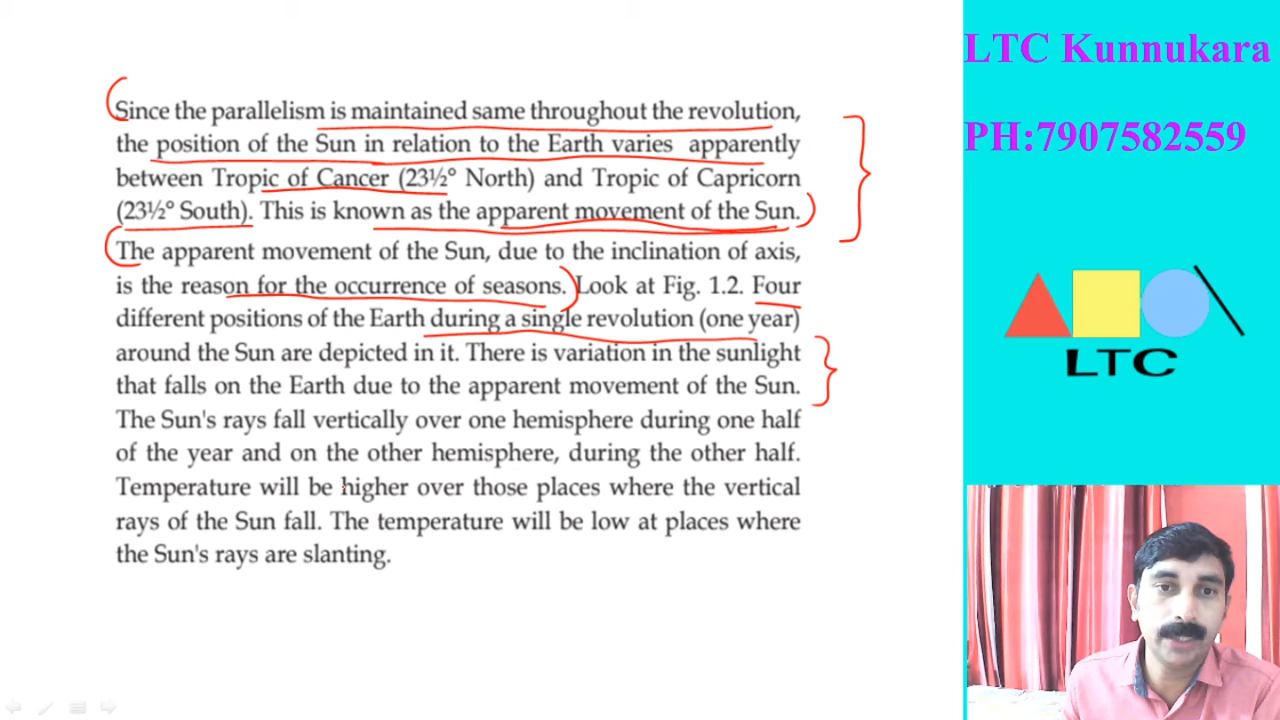 Since the parallelism is maintained same throughout the revolution,
the position of the Sun in relation to the Earth varies apparently
between Tropic of Cancer (23½° North) and Tropic of Capricorn
(23½° South). This is known as the apparent movement of the Sun.
The apparent movement of the Sun, due to the inclination of axis,
is the reason for the occurrence of seasons. Look at Fig. 1.2. Four
different positions of the Earth during a single revolution (one year)
around the Sun are depicted in it. There is variation in the sunlight
that falls on the Earth due to the apparent movement of the Sun.
The Sun's rays fall vertically over one hemisphere during one half
of the year and on the other hemisphere, during the other half.
Temperature will be higher over those places where the vertical
rays of the Sun fall. The temperature will be low at places where
the Sun's rays are slanting.
LTC Kunnukara
PH:7907582559
LTC